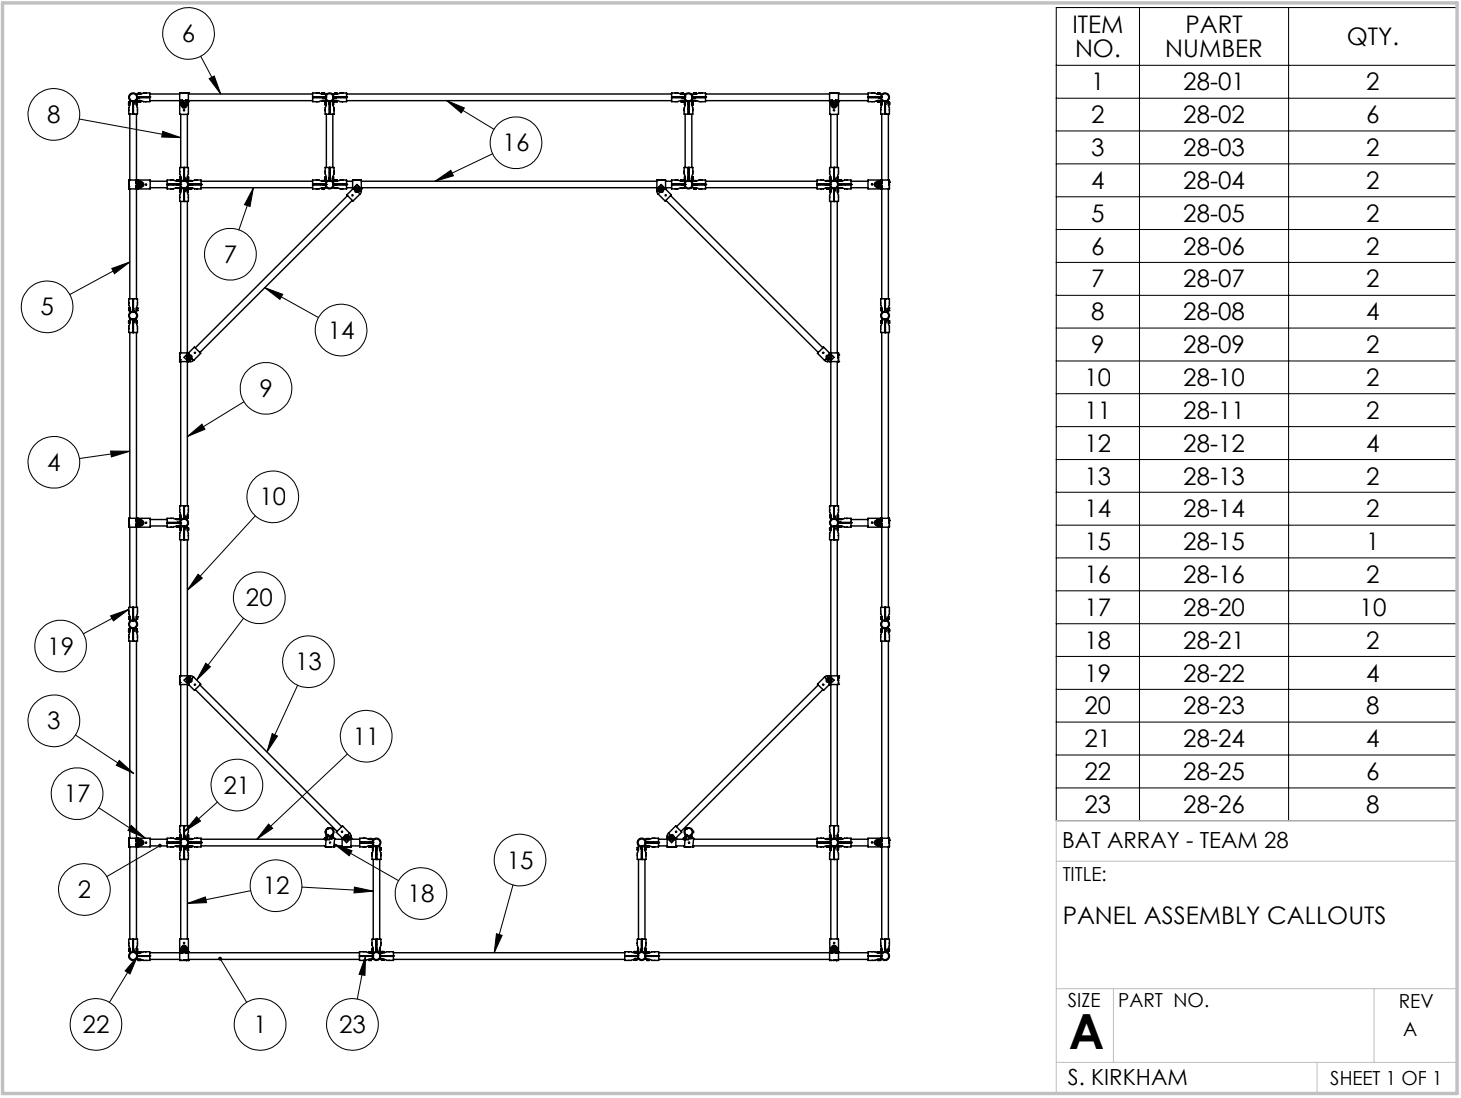 6
8
16
7
5
14
9
4
10
20
19
13
3
11
21
17
15
2
12
18
22
1
23
ITEM NO. PART NUMBER QTY.
1 28-01 2
2 28-02 6
3 28-03 2
4 28-04 2
5 28-05 2
6 28-06 2
7 28-07 2
8 28-08 4
9 28-09 2
10 28-10 2
11 28-11 2
12 28-12 4
13 28-13 2
14 28-14 2
15 28-15 1
16 28-16 2
17 28-20 10
18 28-21 2
19 28-22 4
20 28-23 8
21 28-24 4
22 28-25 6
23 28-26 8
BAT ARRAY - TEAM 28
TITLE:
PANEL ASSEMBLY CALLOUTS
SIZE PART NO. REV
A A
S. KIRKHAM SHEET 1 OF 1